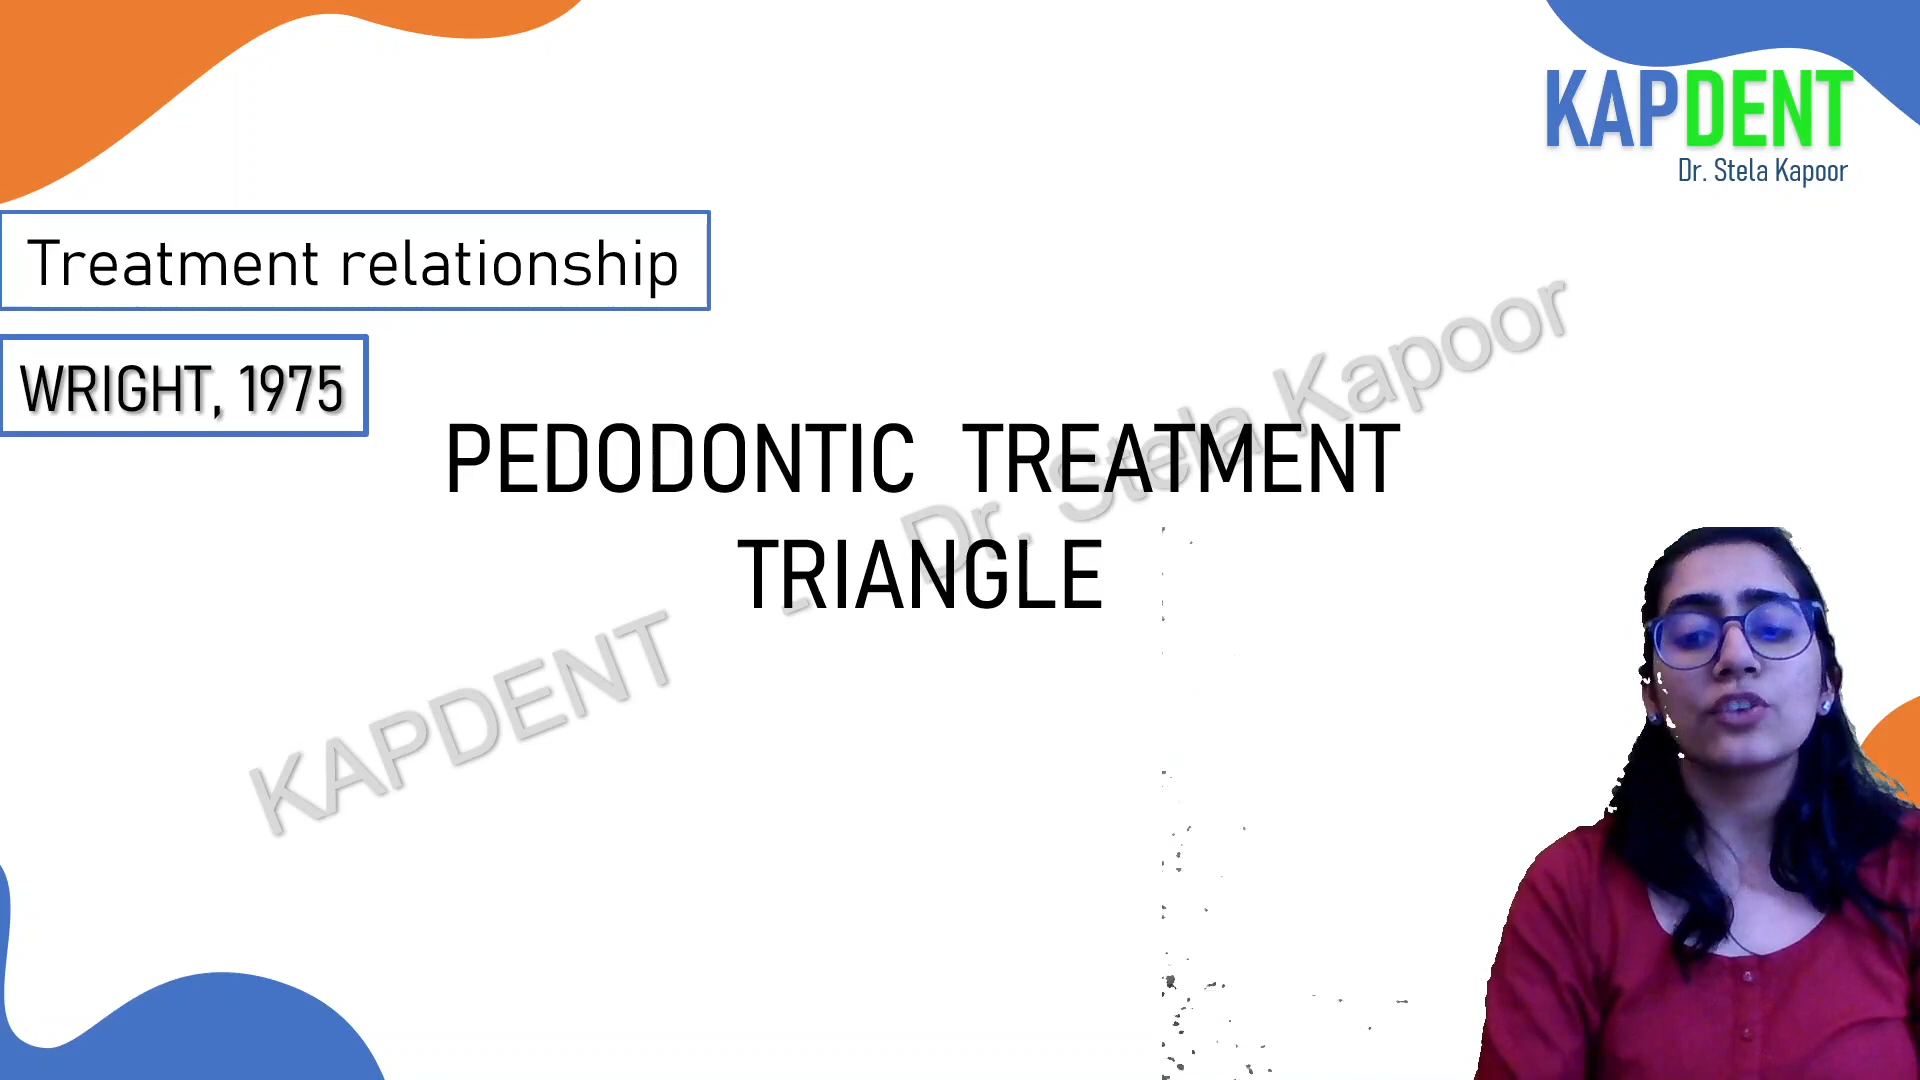 KAPDENT
Dr. Stela Kapoor
Treatment relationship
WRIGHT, 1975
PEDODONTIC TREATMENT
TRIANGLE
KAPDENT - Dr. Stela Kapoor